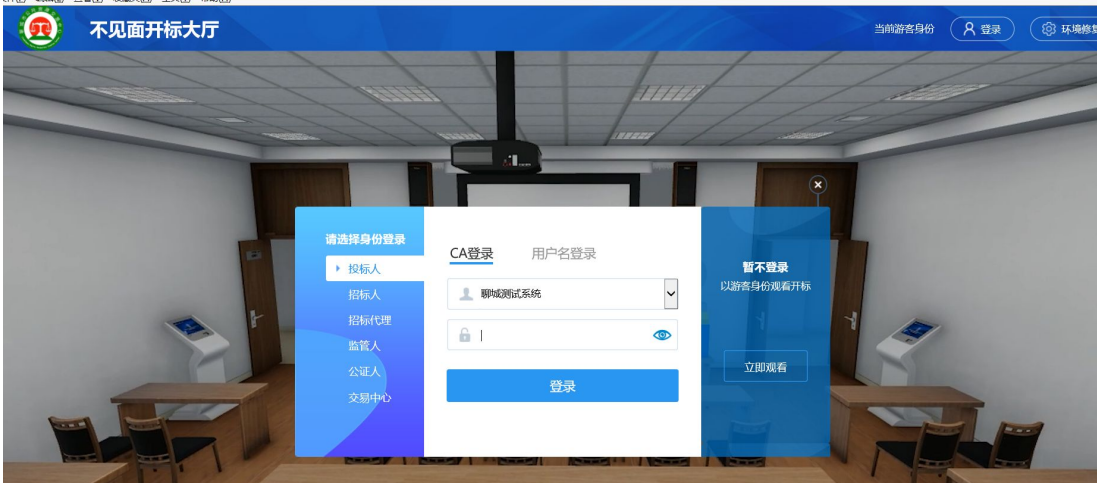 不见面开标大厅
当前游客身份
登录
环境修复
请选择身份登录
投标人
招标人
招标代理
监管人
公证人
交易中心
CA登录
用户名登录
聊城测试系统
登录
暂不登录
以游客身份观看开标
立即观看